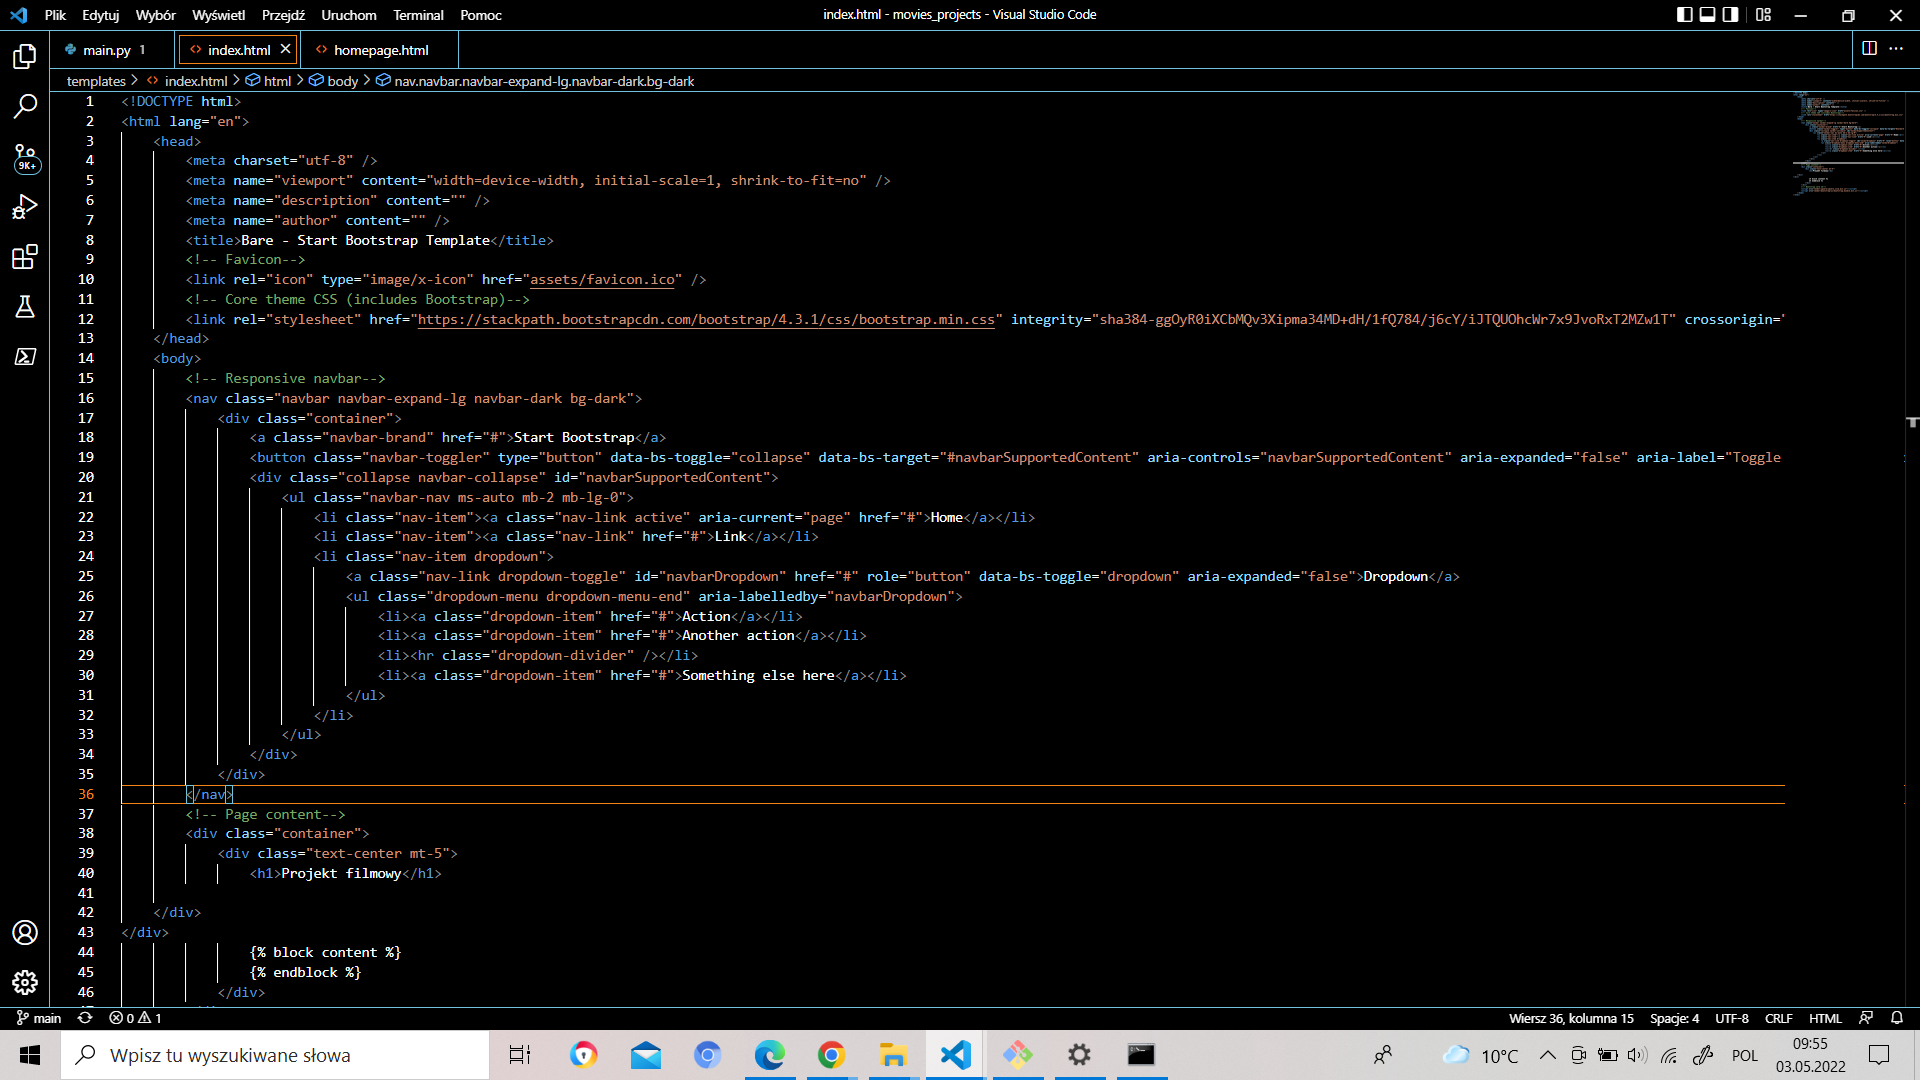 Plik Edytuj Wybór Wyświetl Przejdź Uruchom Terminal Pomoc
index.html - movies_projects - Visual Studio Code
main.py 1 index.html homepage.html
templates > index.html > html > body > nav.navbar.navbar-expand-lg.navbar-dark.bg-dark
9K+
1 <!DOCTYPE html>
2 <html lang="en">
3 <head>
4 <meta charset="utf-8" />
5 <meta name="viewport" content="width=device-width, initial-scale=1, shrink-to-fit=no" />
6 <meta name="description" content="" />
7 <meta name="author" content="" />
8 <title>Bare - Start Bootstrap Template</title>
9 <!-- Favicon-->
10 <link rel="icon" type="image/x-icon" href="assets/favicon.ico" />
11 <!-- Core theme CSS (includes Bootstrap)-->
12 <link rel="stylesheet" href="https://stackpath.bootstrapcdn.com/bootstrap/4.3.1/css/bootstrap.min.css" integrity="sha384-ggOyR0iXCbMQv3Xipma34MD+dH/1fQ784/j6cY/iJTQUOhcWr7x9JvoRxT2MZw1T" crossorigin="
13 </head>
14 <body>
15 <!-- Responsive navbar-->
16 <nav class="navbar navbar-expand-lg navbar-dark bg-dark">
17 <div class="container">
18 <a class="navbar-brand" href="#">Start Bootstrap</a>
19 <button class="navbar-toggler" type="button" data-bs-toggle="collapse" data-bs-target="#navbarSupportedContent" aria-controls="navbarSupportedContent" aria-expanded="false" aria-label="Toggle
20 <div class="collapse navbar-collapse" id="navbarSupportedContent">
21 <ul class="navbar-nav ms-auto mb-2 mb-lg-0">
22 <li class="nav-item"><a class="nav-link active" aria-current="page" href="#">Home</a></li>
23 <li class="nav-item"><a class="nav-link" href="#">Link</a></li>
24 <li class="nav-item dropdown">
25 <a class="nav-link dropdown-toggle" id="navbarDropdown" href="#" role="button" data-bs-toggle="dropdown" aria-expanded="false">Dropdown</a>
26 <ul class="dropdown-menu dropdown-menu-end" aria-labelledby="navbarDropdown">
27 <li><a class="dropdown-item" href="#">Action</a></li>
28 <li><a class="dropdown-item" href="#">Another action</a></li>
29 <li><hr class="dropdown-divider" /></li>
30 <li><a class="dropdown-item" href="#">Something else here</a></li>
31 </ul>
32 </li>
33 </ul>
34 </div>
35 </div>
36 </nav>
37 <!-- Page content-->
38 <div class="container">
39 <div class="text-center mt-5">
40 <h1>Projekt filmowy</h1>
41
42 </div>
43 </div>
44 {% block content %}
45 {% endblock %}
46 </div>
main 0 1 Wiersz 36, kolumna 15 Spacje: 4 UTF-8 CRLF HTML
Wpisz tu wyszukiwane słowa 10°C POL 09:55
03.05.2022